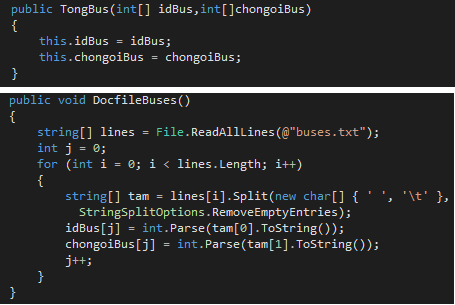 public TongBus(int[] idBus,int[]chongoiBus)
{
this.idBus = idBus;
this.chongoiBus = chongoiBus;
}
public void DocfileBuses()
{
string[] lines = File.ReadAllLines(@"buses.txt");
int j = 0;
for (int i = 0; i < lines.Length; i++)
{
string[] tam = lines[i].Split(new char[] { ' ', '\t' },
StringSplitOptions.RemoveEmptyEntries);
idBus[j] = int.Parse(tam[0].ToString());
chongoiBus[j] = int.Parse(tam[1].ToString());
j++;
}
}